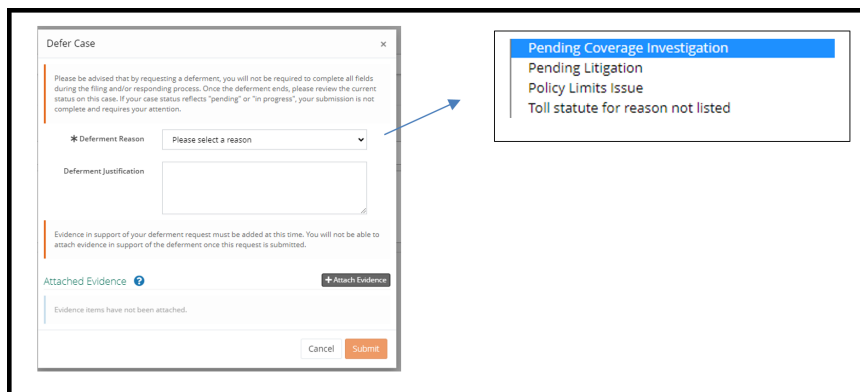 Defer Case ×
Please be advised that by requesting a deferment, you will not be required to complete all fields
during the filing and/or responding process. Once the deferment ends, please review the current
status on this case. If your case status reflects "pending" or "in progress", your submission is not
complete and requires your attention.
✱ Deferment Reason
Please select a reason
Deferment Justification
Evidence in support of your deferment request must be added at this time. You will not be able to
attach evidence in support of the deferment once this request is submitted.
Attached Evidence ?
+ Attach Evidence
Evidence items have not been attached.
Cancel
Submit
Pending Coverage Investigation
Pending Litigation
Policy Limits Issue
Toll statute for reason not listed